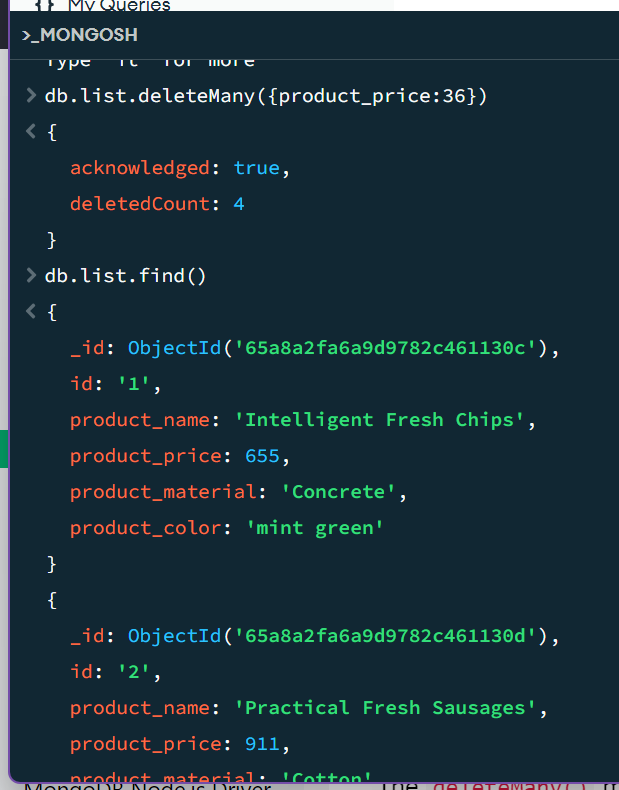 {} My Queries
>_MONGOSH
Type "it" for more
> db.list.deleteMany({product_price:36})
< {
acknowledged: true,
deletedCount: 4
}
> db.list.find()
< {
_id: ObjectId('65a8a2fa6a9d9782c461130c'),
id: '1',
product_name: 'Intelligent Fresh Chips',
product_price: 655,
product_material: 'Concrete',
product_color: 'mint green'
}
{
_id: ObjectId('65a8a2fa6a9d9782c461130d'),
id: '2',
product_name: 'Practical Fresh Sausages',
product_price: 911,
product_material: 'Cotton'
MongoDB Node.js Driver
The deleteMany()